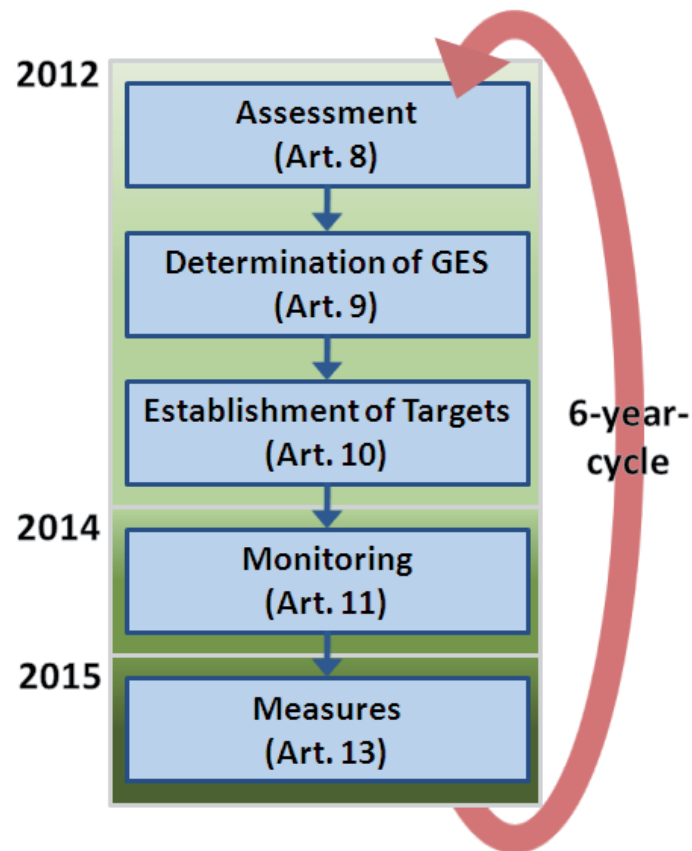 2012
Assessment
(Art. 8)
Determination of GES
(Art. 9)
Establishment of Targets
(Art. 10)
6-year-
cycle
2014
Monitoring
(Art. 11)
2015
Measures
(Art. 13)